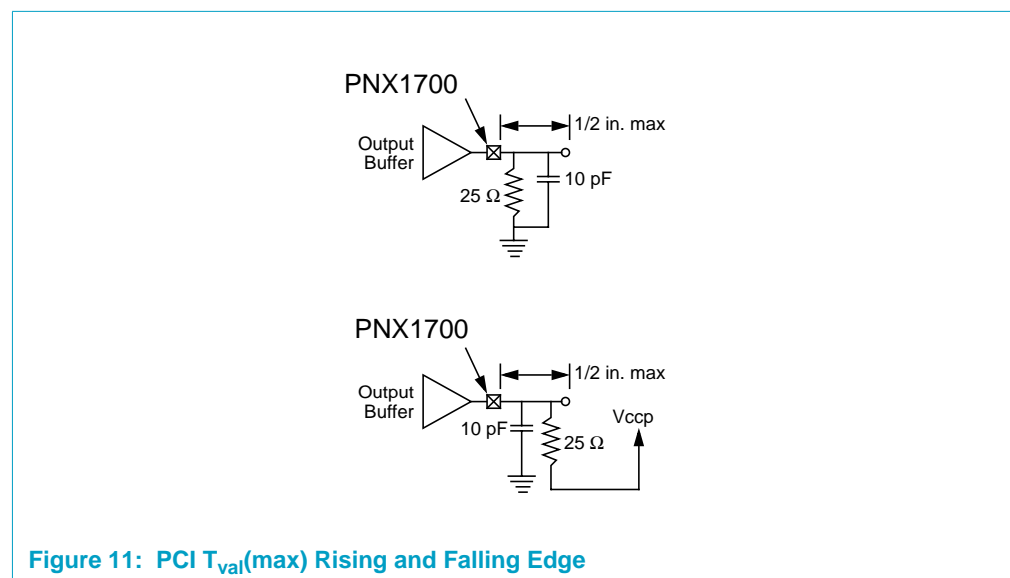 PNX1700
1/2 in. max
Output
Buffer
10 pF
25 Ω
PNX1700
1/2 in. max
Output
Buffer
Vccp
10 pF
25 Ω
Figure 11: PCI Tval(max) Rising and Falling Edge